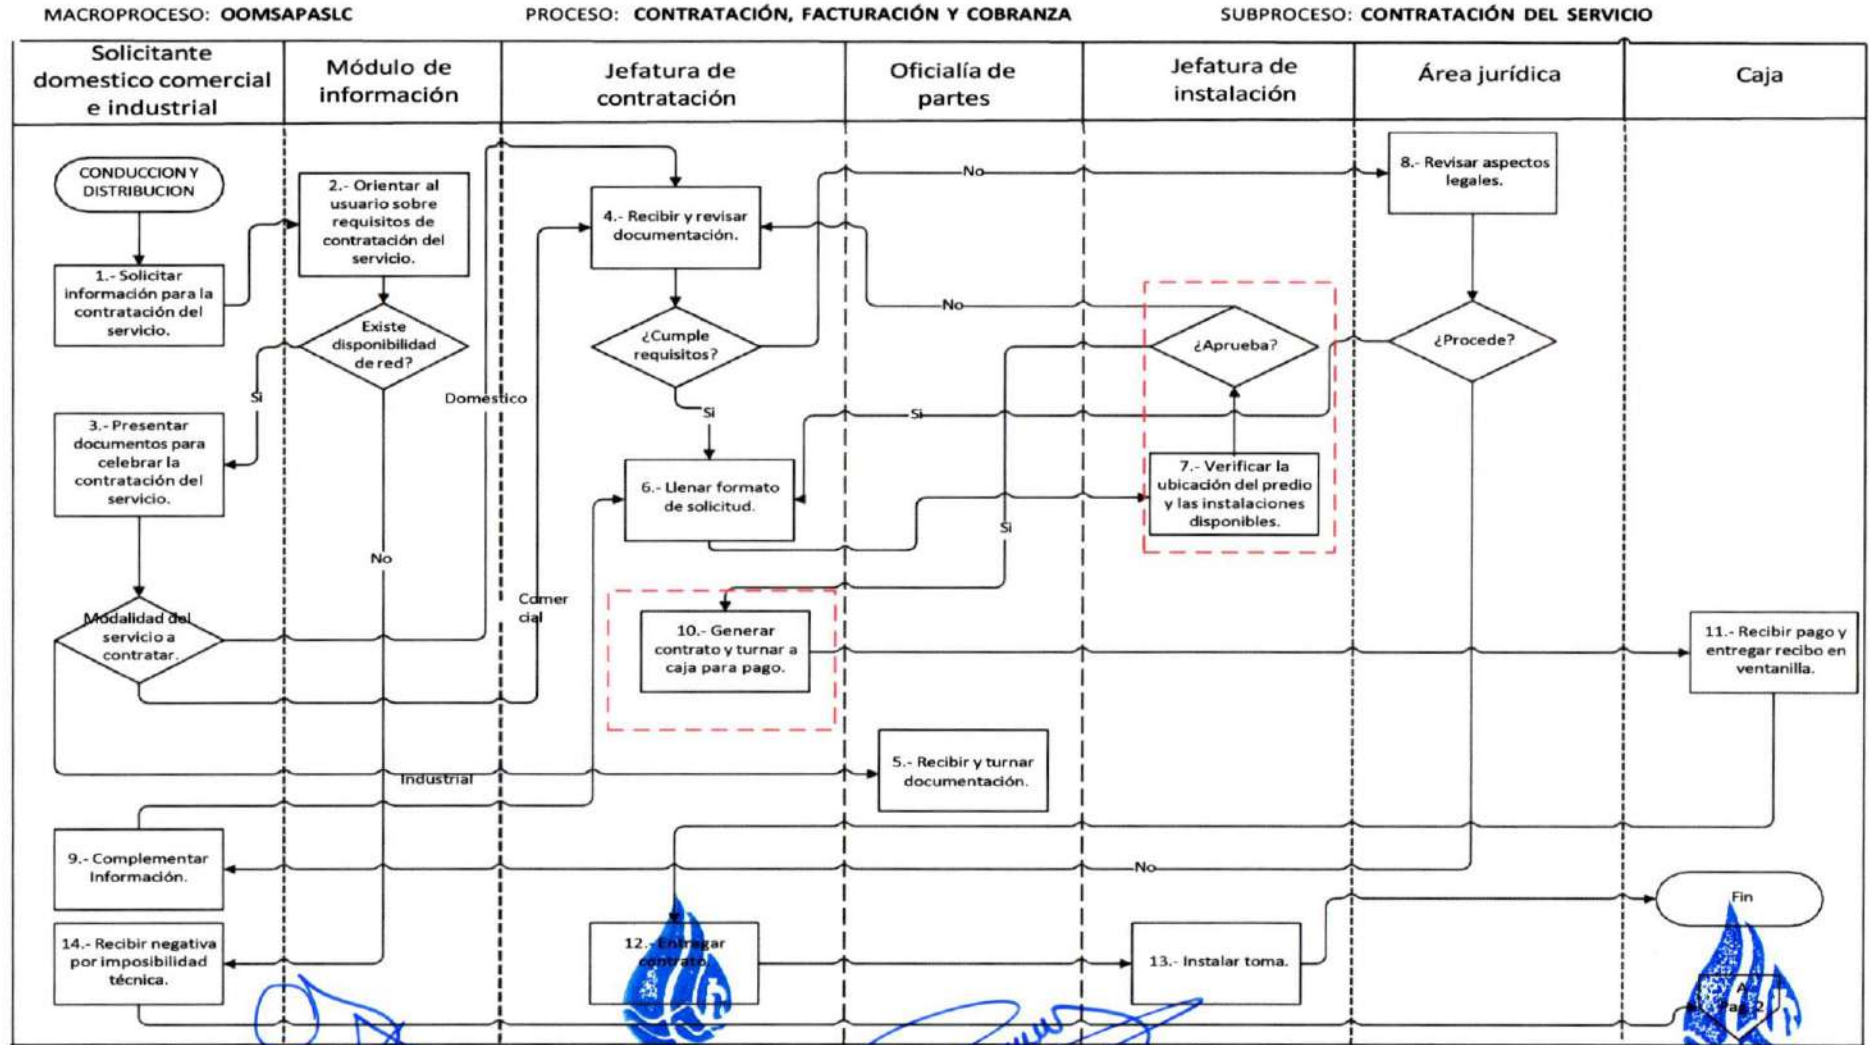 MACROPROCESO: OOMSAPASLC
PROCESO: CONTRATACIÓN, FACTURACIÓN Y COBRANZA
SUBPROCESO: CONTRATACIÓN DEL SERVICIO
Solicitante
domestico comercial
e industrial
Módulo de
información
Jefatura de
contratación
Oficialía de
partes
Jefatura de
instalación
Área jurídica
Caja
CONDUCCION Y
DISTRIBUCION
1.- Solicitar
información para la
contratación del
servicio.
2.- Orientar al
usuario sobre
requisitos de
contratación del
servicio.
Existe
disponibilidad
de red?
Si
No
3.- Presentar
documentos para
celebrar la
contratación del
servicio.
Modalidad del
servicio a
contratar.
Domestico
Comer
cial
Industrial
4.- Recibir y revisar
documentación.
¿Cumple
requisitos?
Si
No
6.- Llenar formato
de solicitud.
8.- Revisar aspectos
legales.
¿Procede?
Si
No
¿Aprueba?
No
Si
7.- Verificar la
ubicación del predio
y las instalaciones
disponibles.
10.- Generar
contrato y turnar a
caja para pago.
11.- Recibir pago y
entregar recibo en
ventanilla.
5.- Recibir y turnar
documentación.
9.- Complementar
Información.
14.- Recibir negativa
por imposibilidad
técnica.
12.- Entregar
contrato.
13.- Instalar toma.
Fin
A
Pag 2